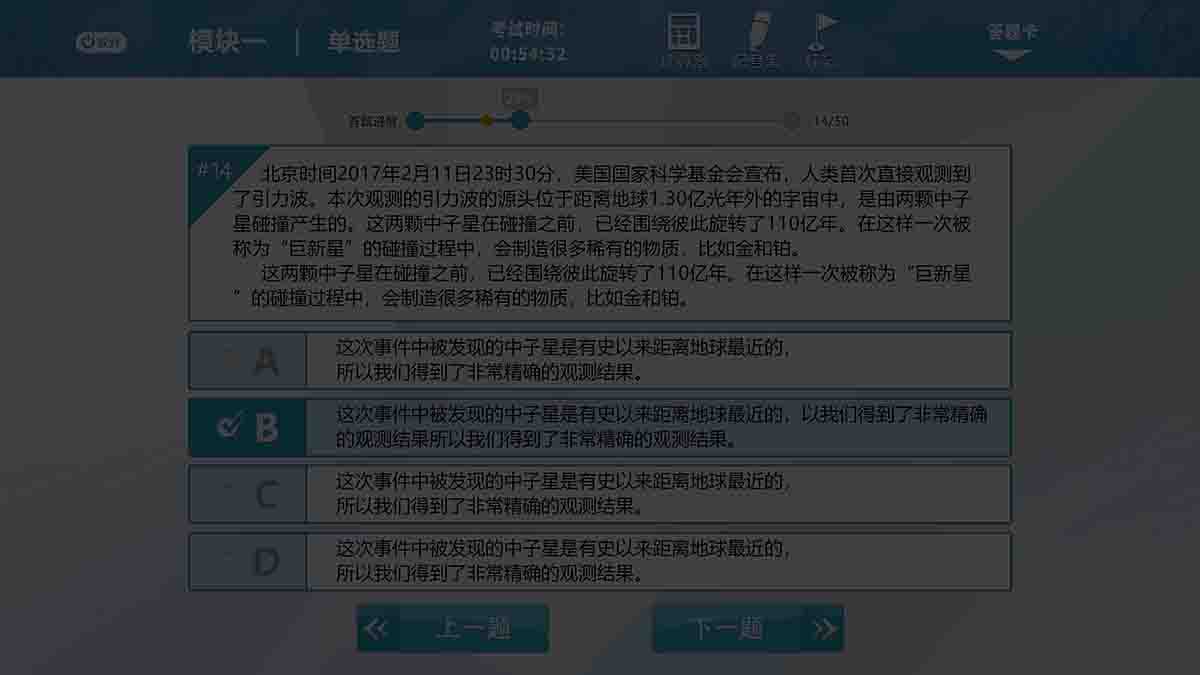 模块一
单选题
考试时间：
00:54:32
答题卡
答题进度
14/50
#14
北京时间2017年2月11日23时30分，美国国家科学基金会宣布，人类首次直接观测到
了引力波。本次观测的引力波的源头位于距离地球1.30亿光年外的宇宙中，是由两颗中子
星碰撞产生的。这两颗中子星在碰撞之前，已经围绕彼此旋转了110亿年。在这样一次被
称为“巨新星”的碰撞过程中，会制造很多稀有的物质，比如金和铂。
这两颗中子星在碰撞之前，已经围绕彼此旋转了110亿年。在这样一次被称为“巨新星
”的碰撞过程中，会制造很多稀有的物质，比如金和铂。
A
这次事件中被发现的中子星是有史以来距离地球最近的，
所以我们得到了非常精确的观测结果。
B
这次事件中被发现的中子星是有史以来距离地球最近的，以我们得到了非常精确
的观测结果所以我们得到了非常精确的观测结果。
C
这次事件中被发现的中子星是有史以来距离地球最近的，
所以我们得到了非常精确的观测结果。
D
这次事件中被发现的中子星是有史以来距离地球最近的，
所以我们得到了非常精确的观测结果。
上一题
下一题